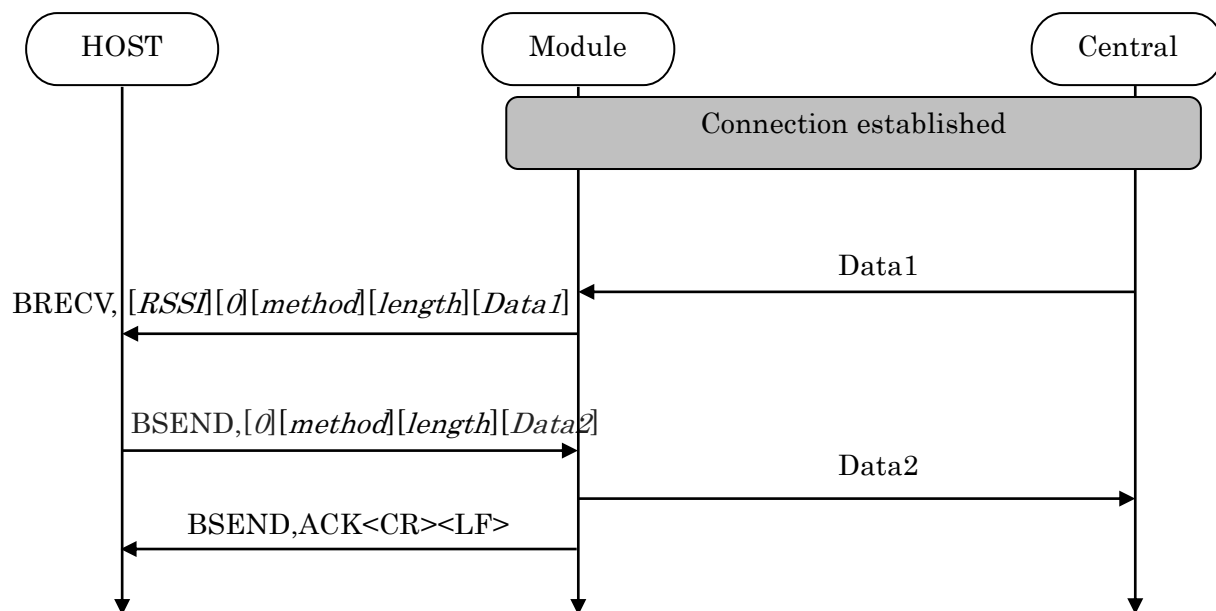 HOST
Module
Central
Connection established
Data1
BRECV, [RSSI][0][method][length][Data1]
BSEND,[0][method][length][Data2]
Data2
BSEND,ACK<CR><LF>